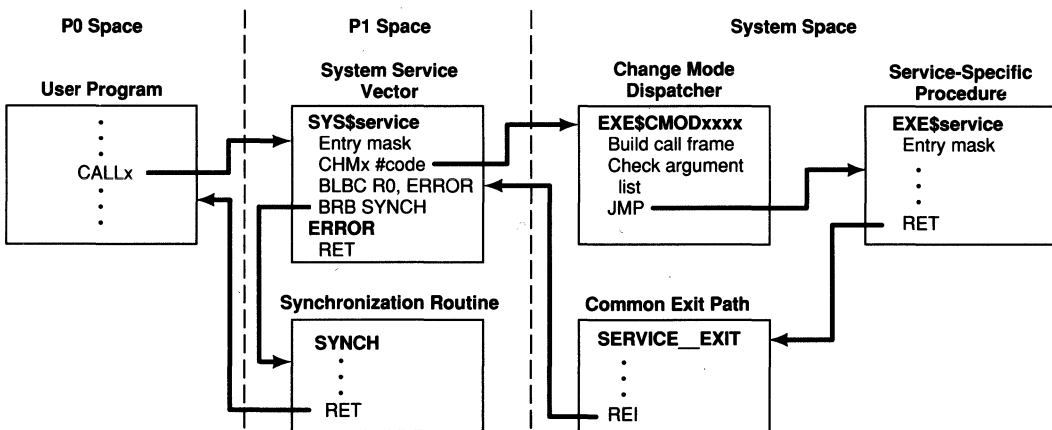 P0 Space
P1 Space
System Space
User Program
CALLx
System Service
Vector
SYS$service
Entry mask
CHMx #code
BLBC R0, ERROR
BRB SYNCH
ERROR
RET
Change Mode
Dispatcher
EXE$CMODxxxx
Build call frame
Check argument
list
JMP
Service-Specific
Procedure
EXE$service
Entry mask
RET
Synchronization Routine
SYNCH
RET
Common Exit Path
SERVICE__EXIT
REI